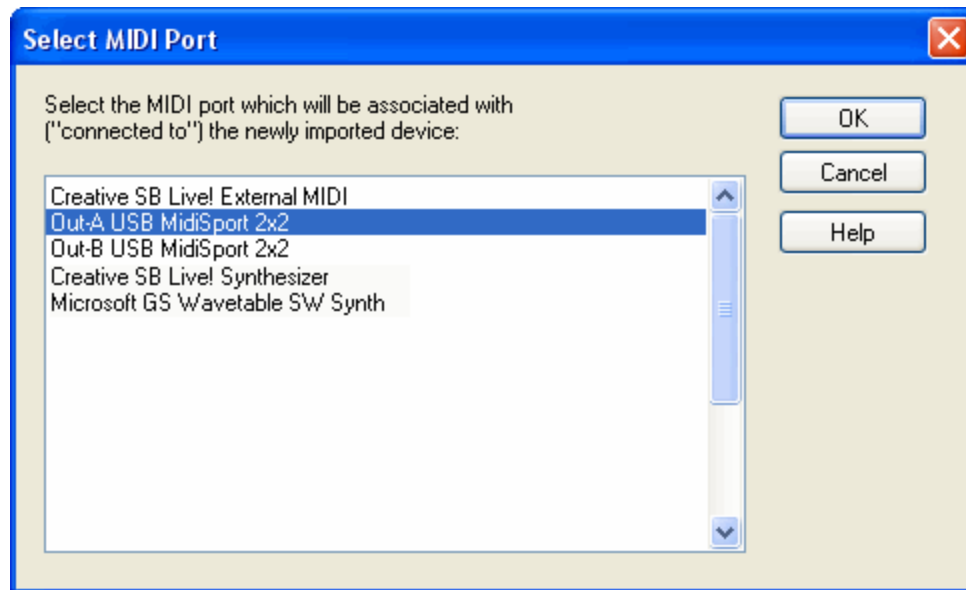 Select MIDI Port
Select the MIDI port which will be associated with
("connected to") the newly imported device:
OK
Cancel
Help
Creative SB Live! External MIDI
Out-A USB MidiSport 2x2
Out-B USB MidiSport 2x2
Creative SB Live! Synthesizer
Microsoft GS Wavetable SW Synth